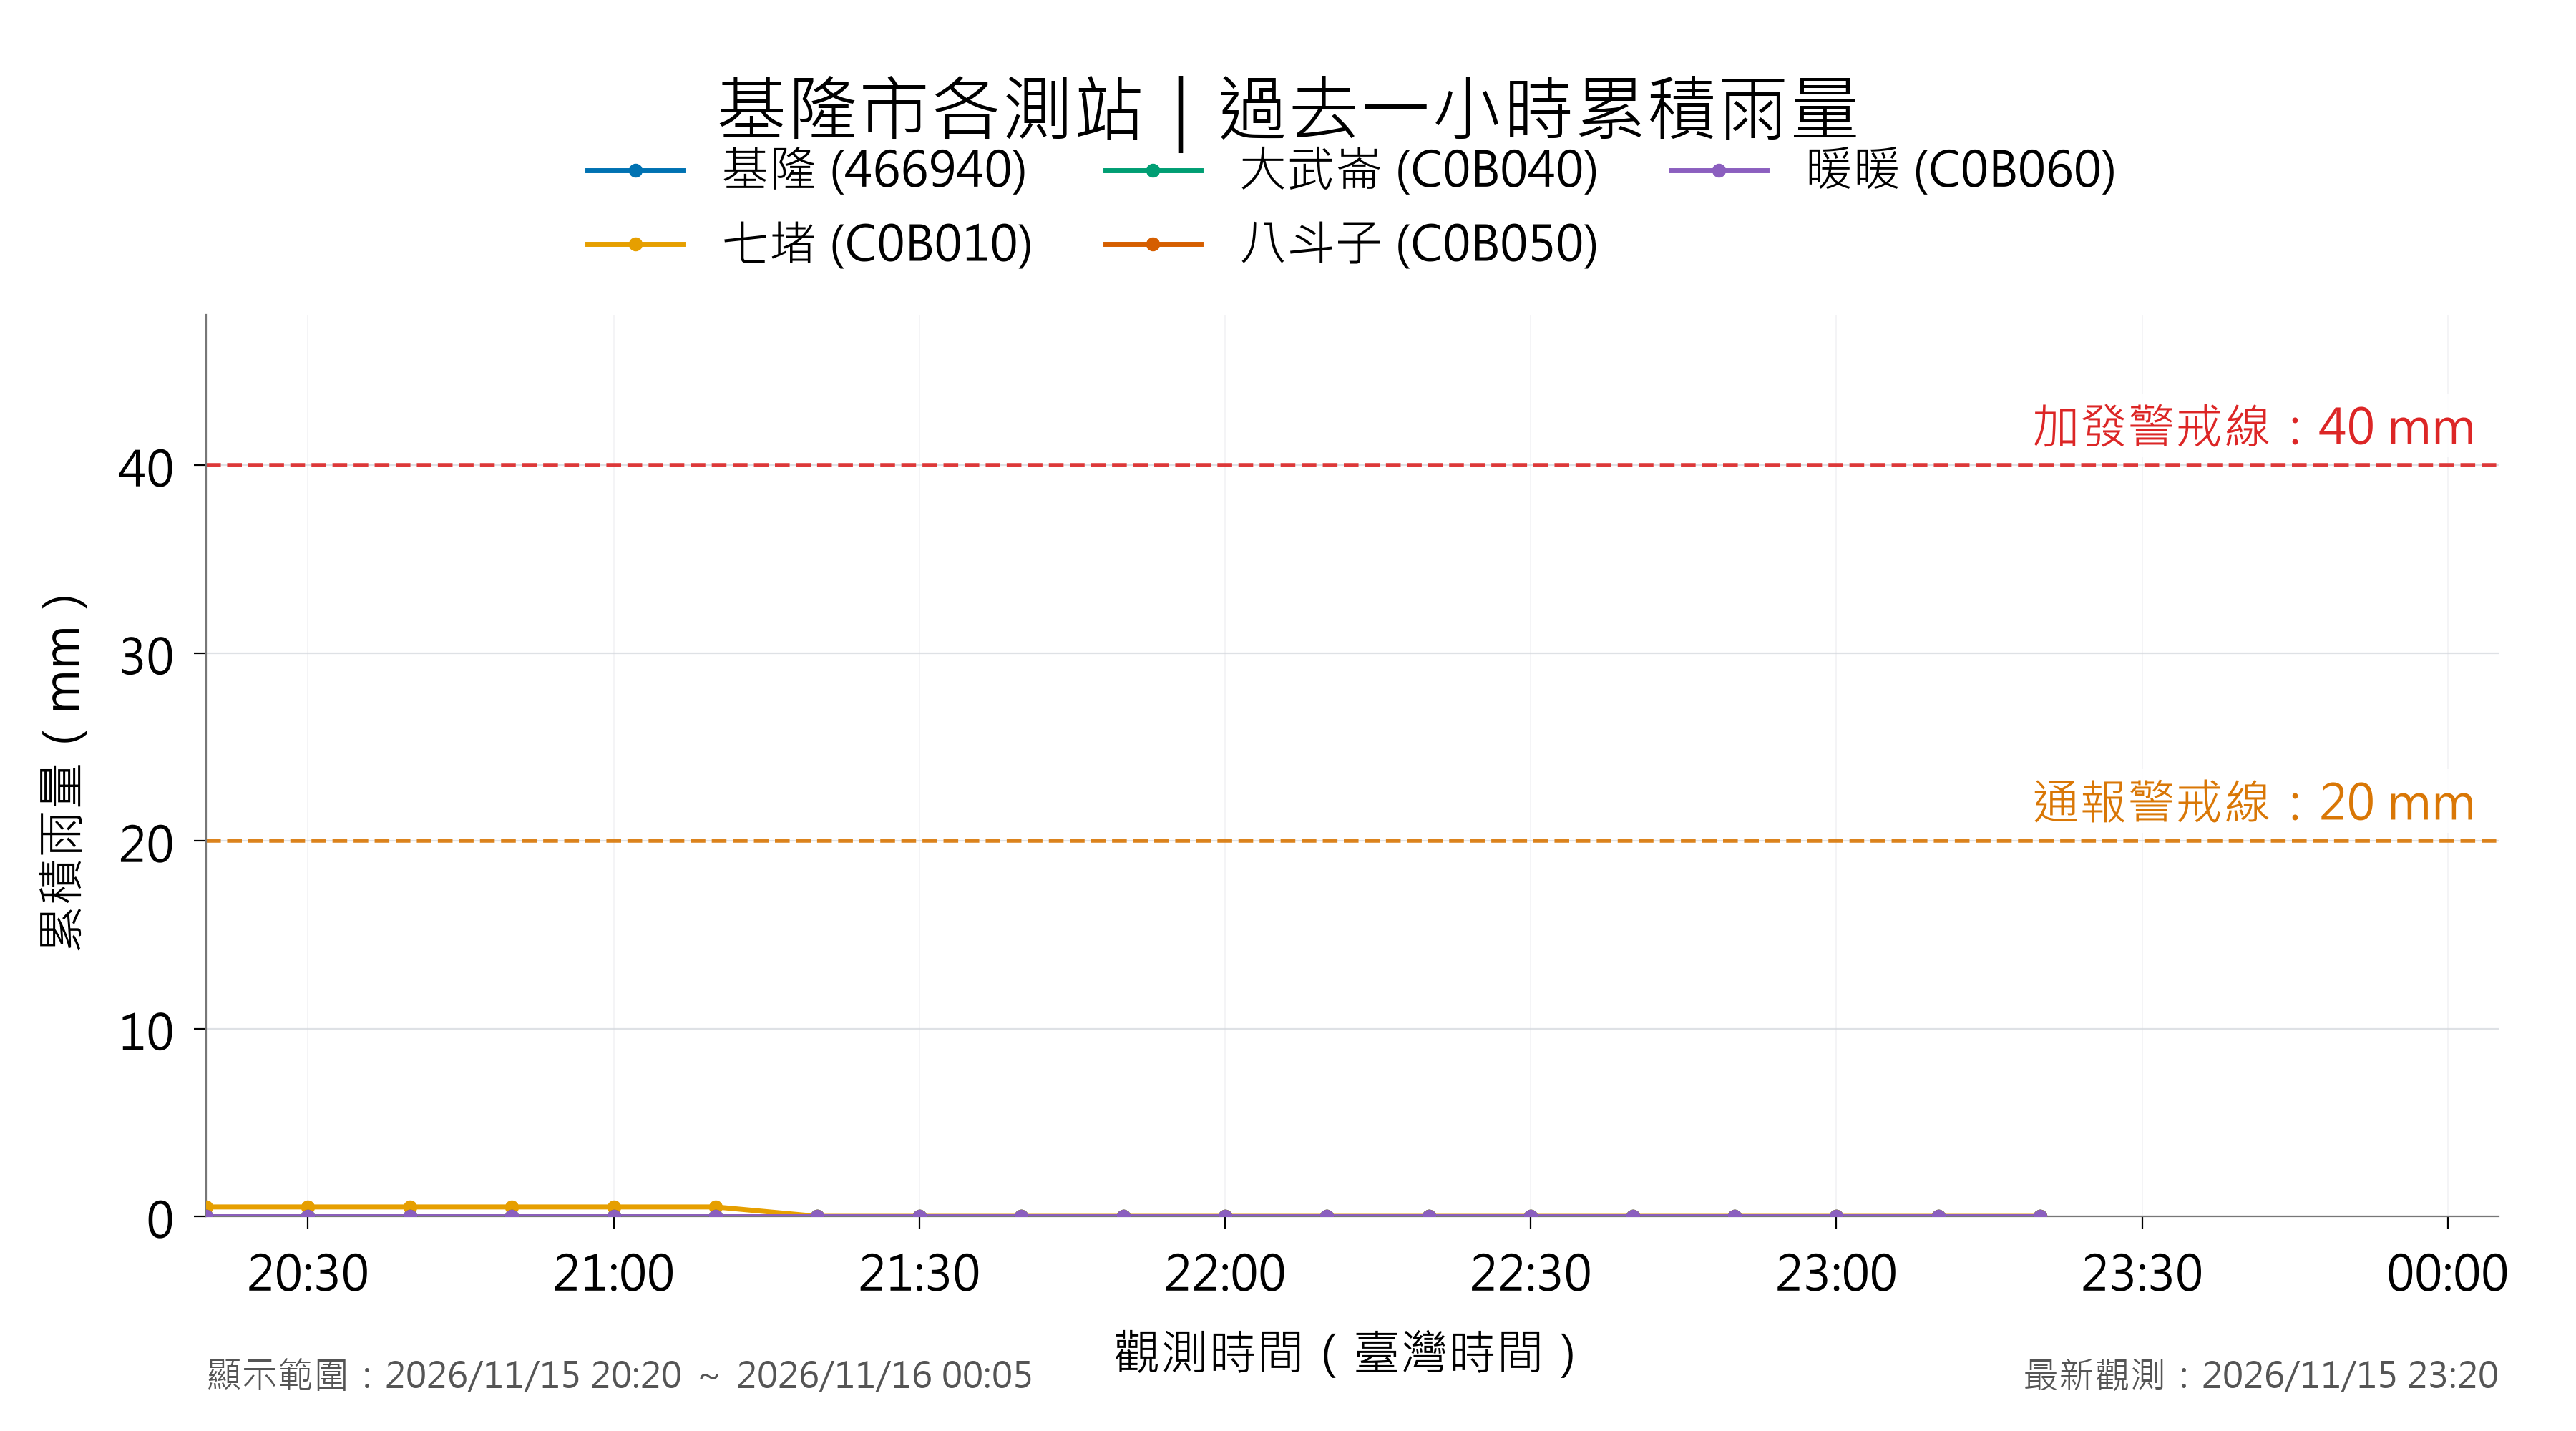 基隆市各測站｜過去一小時累積雨量
基隆 (466940)
大武崙 (C0B040)
暖暖 (C0B060)
七堵 (C0B010)
八斗子 (C0B050)
加發警戒線：40 mm
通報警戒線：20 mm
累積雨量（mm）
40
30
20
10
0
20:30
21:00
21:30
22:00
22:30
23:00
23:30
00:00
觀測時間（臺灣時間）
顯示範圍：2026/11/15 20:20 ~ 2026/11/16 00:05
最新觀測：2026/11/15 23:20